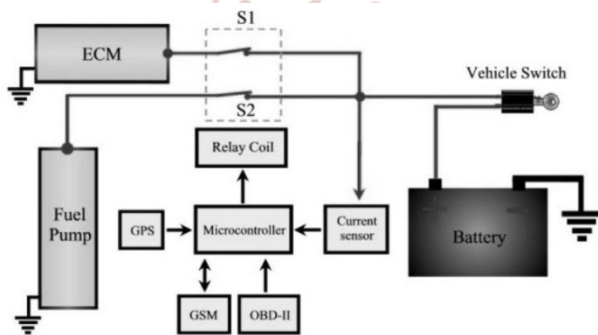 S1
ECM
Vehicle Switch
S2
Relay Coil
Fuel
Pump
GPS
Microcontroller
Current
sensor
Battery
GSM
OBD-II